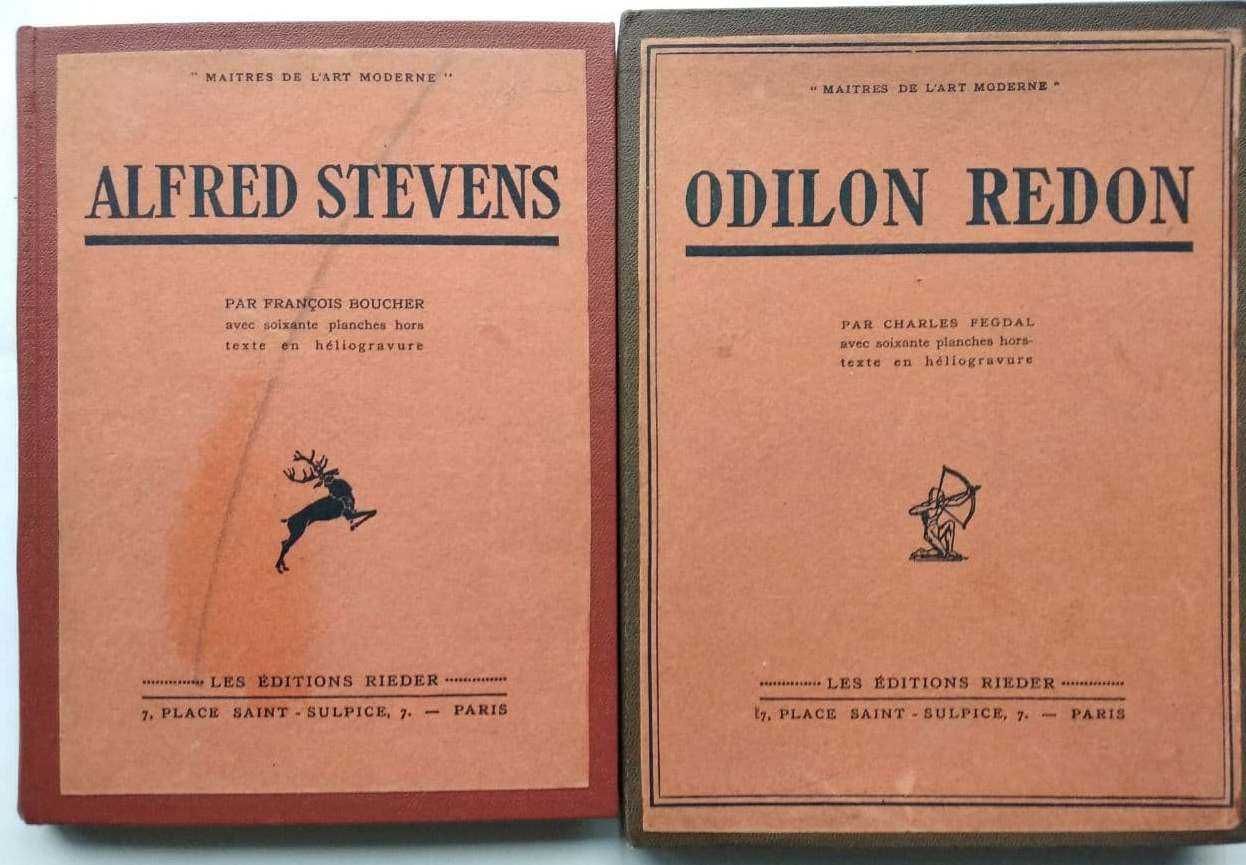 " MAITRES DE L'ART MODERNE "
ALFRED STEVENS
PAR FRANÇOIS BOUCHER
avec soixante planches hors
texte en héliogravure
LES ÉDITIONS RIEDER
7, PLACE SAINT - SULPICE, 7. — PARIS
" MAITRES DE L'ART MODERNE "
ODILON REDON
PAR CHARLES FEGDAL
avec soixante planches hors-
texte en héliogravure
LES ÉDITIONS RIEDER
7, PLACE SAINT - SULPICE, 7. — PARIS